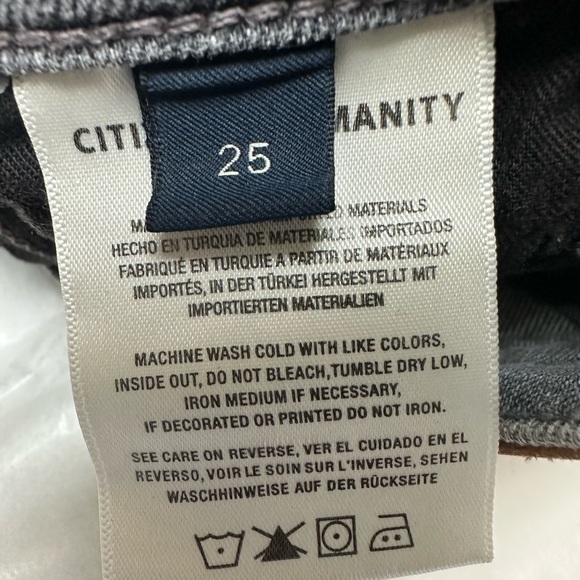 CITI MANITY
25
MA D MATERIALS
HECHO EN TURQUIA DE MATERIALES IMPORTADOS
FABRIQUÉ EN TURQUIE A PARTIR DE MATÉRIAUX
IMPORTÉS, IN DER TÜRKEI HERGESTELLT MIT
IMPORTIERTEN MATERIALIEN
MACHINE WASH COLD WITH LIKE COLORS,
INSIDE OUT, DO NOT BLEACH,TUMBLE DRY LOW,
IRON MEDIUM IF NECESSARY,
IF DECORATED OR PRINTED DO NOT IRON.
SEE CARE ON REVERSE, VER EL CUIDADO EN EL
REVERSO, VOIR LE SOIN SUR L'INVERSE, SEHEN
WASCHHINWEISE AUF DER RÜCKSEITE